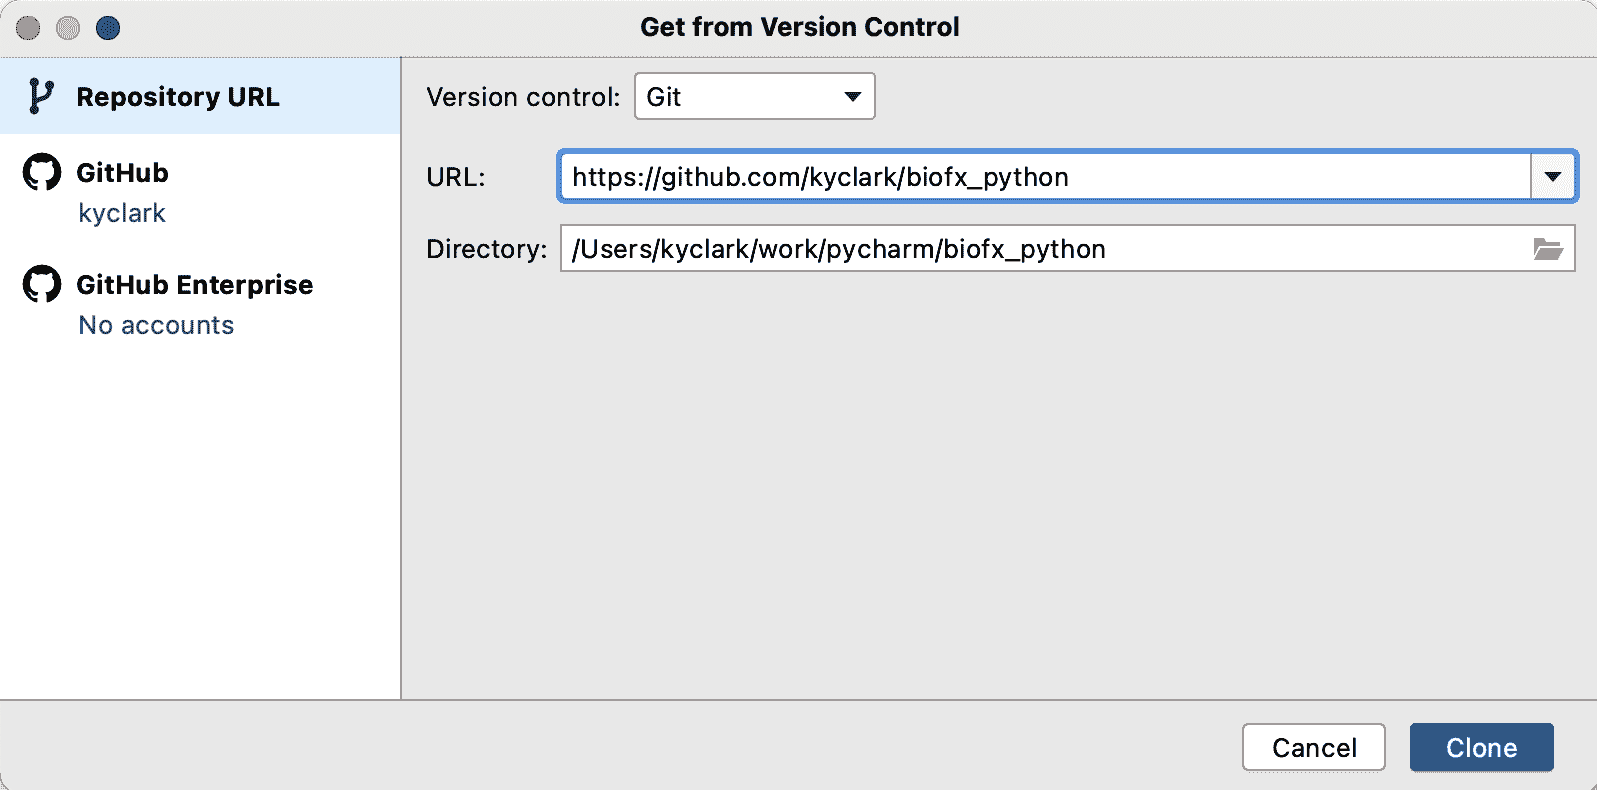 Get from Version Control
Repository URL
GitHub
kyclark
GitHub Enterprise
No accounts
Version control: Git
URL: https://github.com/kyclark/biofx_python
Directory: /Users/kyclark/work/pycharm/biofx_python
Cancel Clone